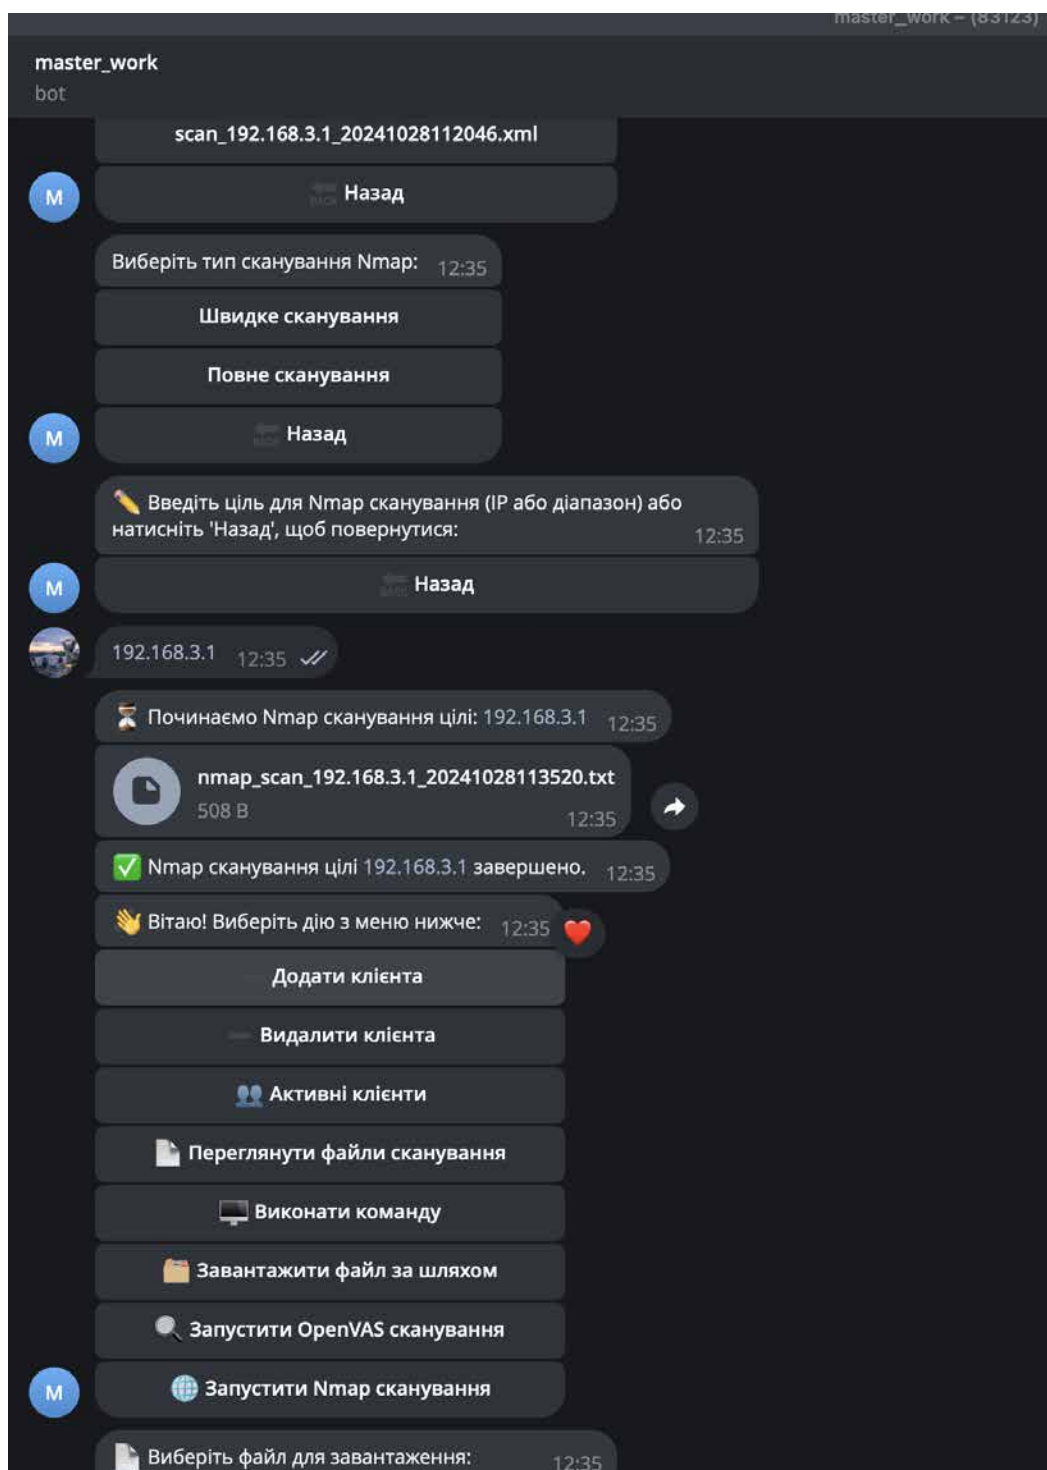 master_work – (83123)
master_work
bot
scan_192.168.3.1_20241028112046.xml
M
Назад
Виберіть тип сканування Nmap: 12:35
Швидке сканування
Повне сканування
M
Назад
✏️ Введіть ціль для Nmap сканування (IP або діапазон) або
натисніть 'Назад', щоб повернутися: 12:35
M
Назад
192.168.3.1 12:35
⏳ Починаємо Nmap сканування цілі: 192.168.3.1 12:35
nmap_scan_192.168.3.1_20241028113520.txt
508 B 12:35
✅ Nmap сканування цілі 192.168.3.1 завершено. 12:35
👋 Вітаю! Виберіть дію з меню нижче: 12:35 ❤️
Додати клієнта
➖ Видалити клієнта
👥 Активні клієнти
📄 Переглянути файли сканування
🖥️ Виконати команду
🗂️ Завантажити файл за шляхом
🔍 Запустити OpenVAS сканування
M
🌐 Запустити Nmap сканування
📄 Виберіть файл для завантаження: 12:35